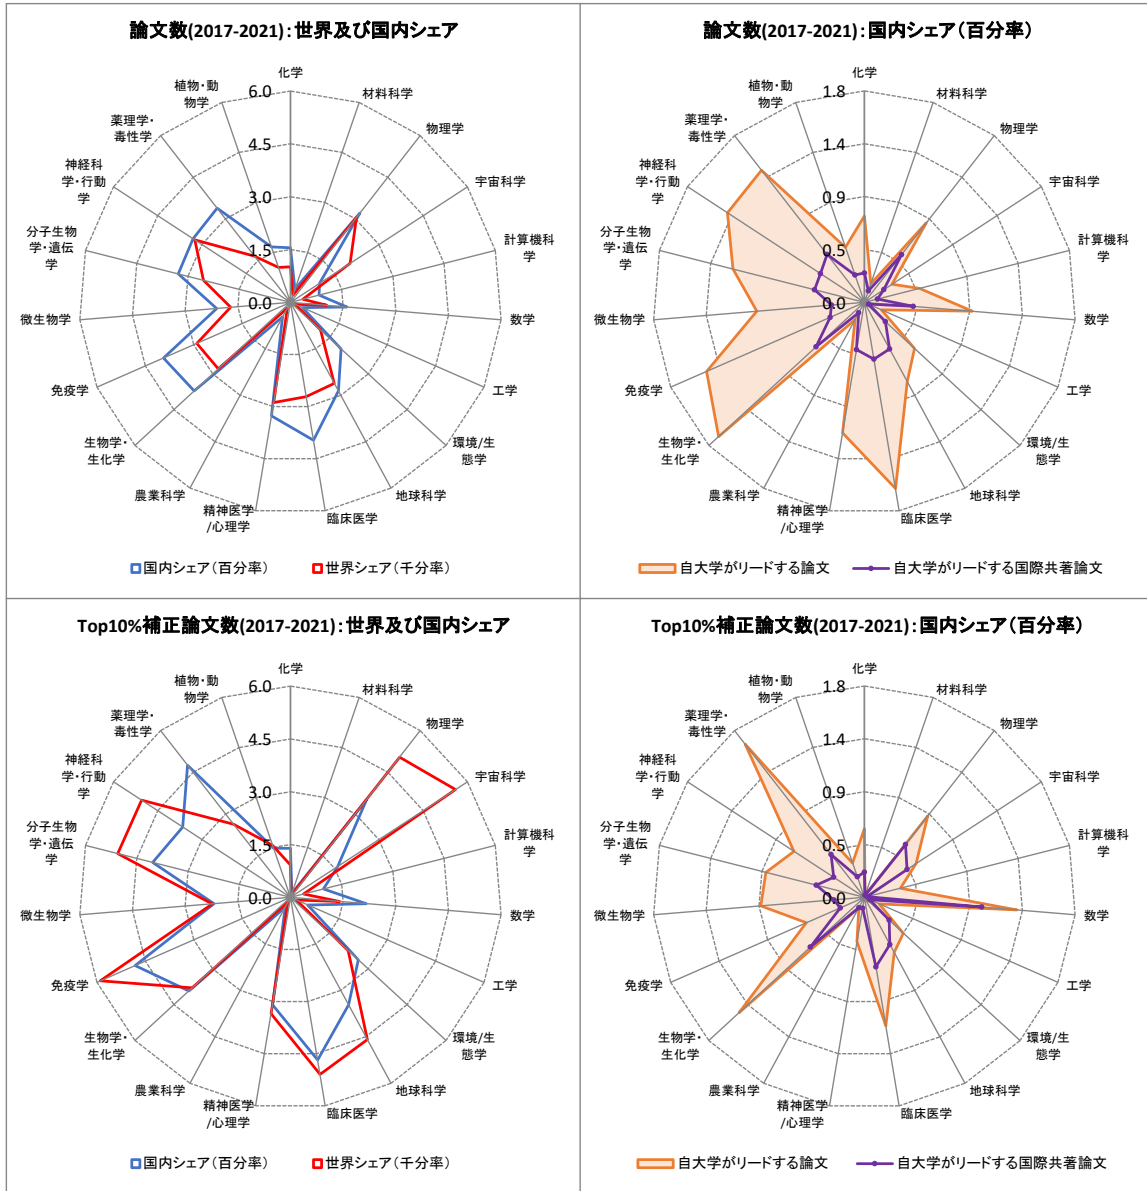 論文数(2017-2021)：世界及び国内シェア
化学
材料科学
物理学
宇宙科学
計算機科
学
数学
工学
環境/生
態学
地球科学
臨床医学
精神医学
/心理学
農業科学
生物学・
生化学
免疫学
微生物学
分子生物
学・遺伝
学
神経科
学・行動
学
薬理学・
毒性学
植物・動
物学
6.0
4.5
3.0
1.5
0.0
国内シェア（百分率）
世界シェア（千分率）
論文数(2017-2021)：国内シェア（百分率）
化学
材料科学
物理学
宇宙科学
計算機科
学
数学
工学
環境/生
態学
地球科学
臨床医学
精神医学
/心理学
農業科学
生物学・
生化学
免疫学
微生物学
分子生物
学・遺伝
学
神経科
学・行動
学
薬理学・
毒性学
植物・動
物学
1.8
1.4
0.9
0.5
0.0
自大学がリードする論文
自大学がリードする国際共著論文
Top10%補正論文数(2017-2021)：世界及び国内シェア
化学
材料科学
物理学
宇宙科学
計算機科
学
数学
工学
環境/生
態学
地球科学
臨床医学
精神医学
/心理学
農業科学
生物学・
生化学
免疫学
微生物学
分子生物
学・遺伝
学
神経科
学・行動
学
薬理学・
毒性学
植物・動
物学
6.0
4.5
3.0
1.5
0.0
国内シェア（百分率）
世界シェア（千分率）
Top10%補正論文数(2017-2021)：国内シェア（百分率）
化学
材料科学
物理学
宇宙科学
計算機科
学
数学
工学
環境/生
態学
地球科学
臨床医学
精神医学
/心理学
農業科学
生物学・
生化学
免疫学
微生物学
分子生物
学・遺伝
学
神経科
学・行動
学
薬理学・
毒性学
植物・動
物学
1.8
1.4
0.9
0.5
0.0
自大学がリードする論文
自大学がリードする国際共著論文